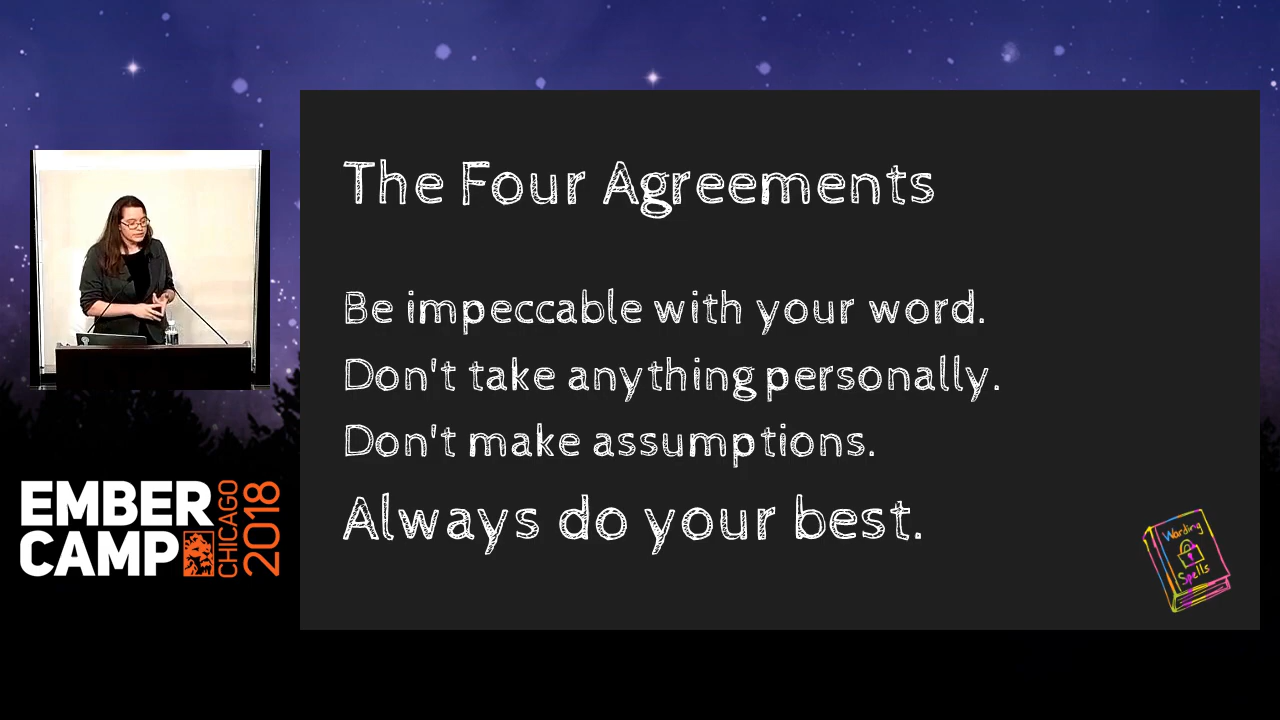 The Four Agreements
Be impeccable with your word.
Don't take anything personally.
Don't make assumptions.
Always do your best.
Warding
Spells
EMBER
CAMP
CHICAGO
2018